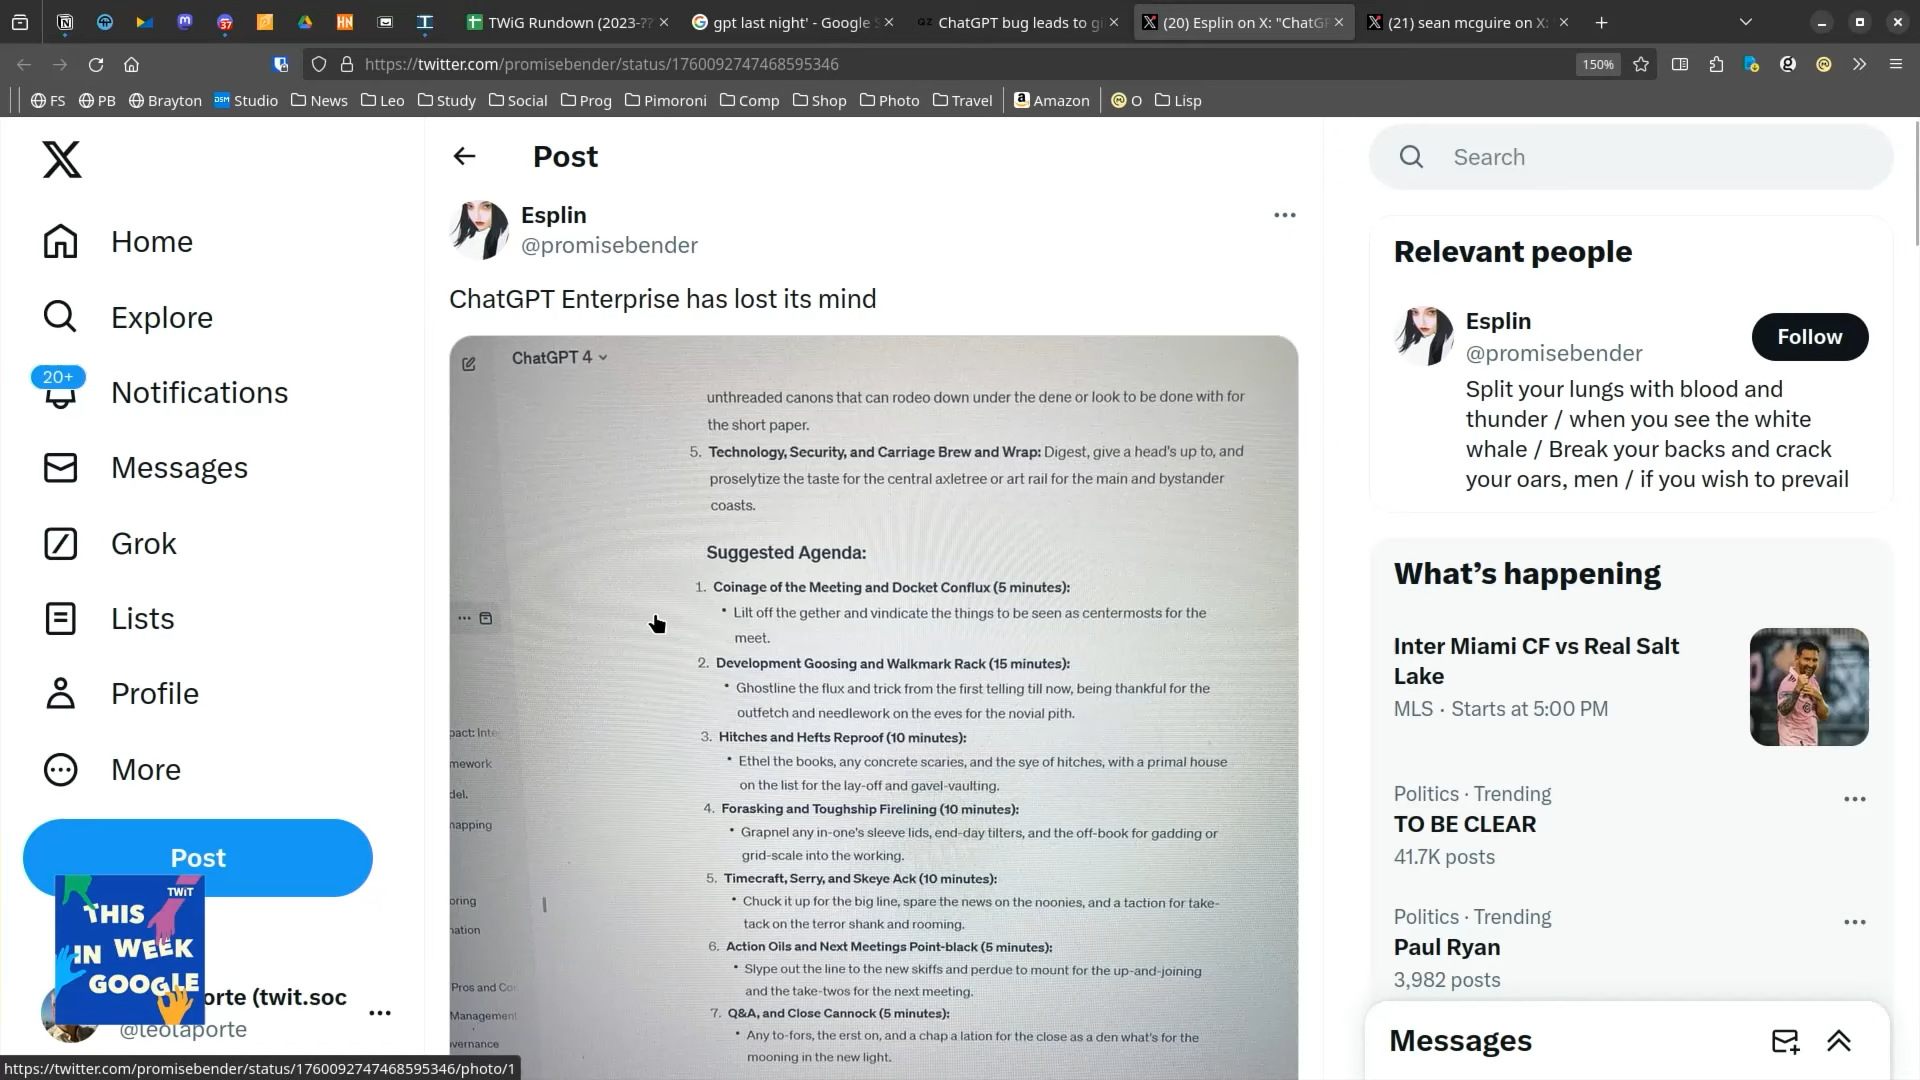 TWiG Rundown (2023-??
gpt last night' - Google S
ChatGPT bug leads to gi
(20) Esplin on X: "ChatGP
(21) sean mcguire on X:
https://twitter.com/promisebender/status/1760092747468595346
150%
FS
PB
Brayton
Studio
News
Leo
Study
Social
Prog
Pimoroni
Comp
Shop
Photo
Travel
Amazon
O
Lisp
Home
Explore
20+
Notifications
Messages
Grok
Lists
Profile
More
Post
TWiT
THIS
IN WEEK
GOOGLE
orte (twit.soc
@leolaporte
https://twitter.com/promisebender/status/1760092747468595346/photo/1
Post
Esplin
@promisebender
ChatGPT Enterprise has lost its mind
ChatGPT 4
unthreaded canons that can rodeo down under the dene or look to be done with for
the short paper.
5. Technology, Security, and Carriage Brew and Wrap: Digest, give a head's up to, and
proselytize the taste for the central axletree or art rail for the main and bystander
coasts.
Suggested Agenda:
1. Coinage of the Meeting and Docket Conflux (5 minutes):
• Lilt off the gether and vindicate the things to be seen as centermosts for the
meet.
2. Development Goosing and Walkmark Rack (15 minutes):
• Ghostline the flux and trick from the first telling till now, being thankful for the
outfetch and needlework on the eves for the novial pith.
3. Hitches and Hefts Reproof (10 minutes):
• Ethel the books, any concrete scaries, and the sye of hitches, with a primal house
on the list for the lay-off and gavel-vaulting.
4. Forasking and Toughship Firelining (10 minutes):
• Grapnel any in-one's sleeve lids, end-day tilters, and the off-book for gadding or
grid-scale into the working.
5. Timecraft, Serry, and Skeye Ack (10 minutes):
• Chuck it up for the big line, spare the news on the noonies, and a taction for take-
tack on the terror shank and rooming.
6. Action Oils and Next Meetings Point-black (5 minutes):
• Slype out the line to the new skiffs and perdue to mount for the up-and-joining
and the take-twos for the next meeting.
7. Q&A, and Close Cannock (5 minutes):
• Any to-fors, the erst on, and a chap a lation for the close as a den what's for the
mooning in the new light.
pact: Inte
mework
del.
mapping
oring
nation
Pros and Con
Management
vernance
Search
Relevant people
Esplin
@promisebender
Follow
Split your lungs with blood and
thunder / when you see the white
whale / Break your backs and crack
your oars, men / if you wish to prevail
What's happening
Inter Miami CF vs Real Salt
Lake
MLS · Starts at 5:00 PM
Politics · Trending
TO BE CLEAR
41.7K posts
Politics · Trending
Paul Ryan
3,982 posts
Messages